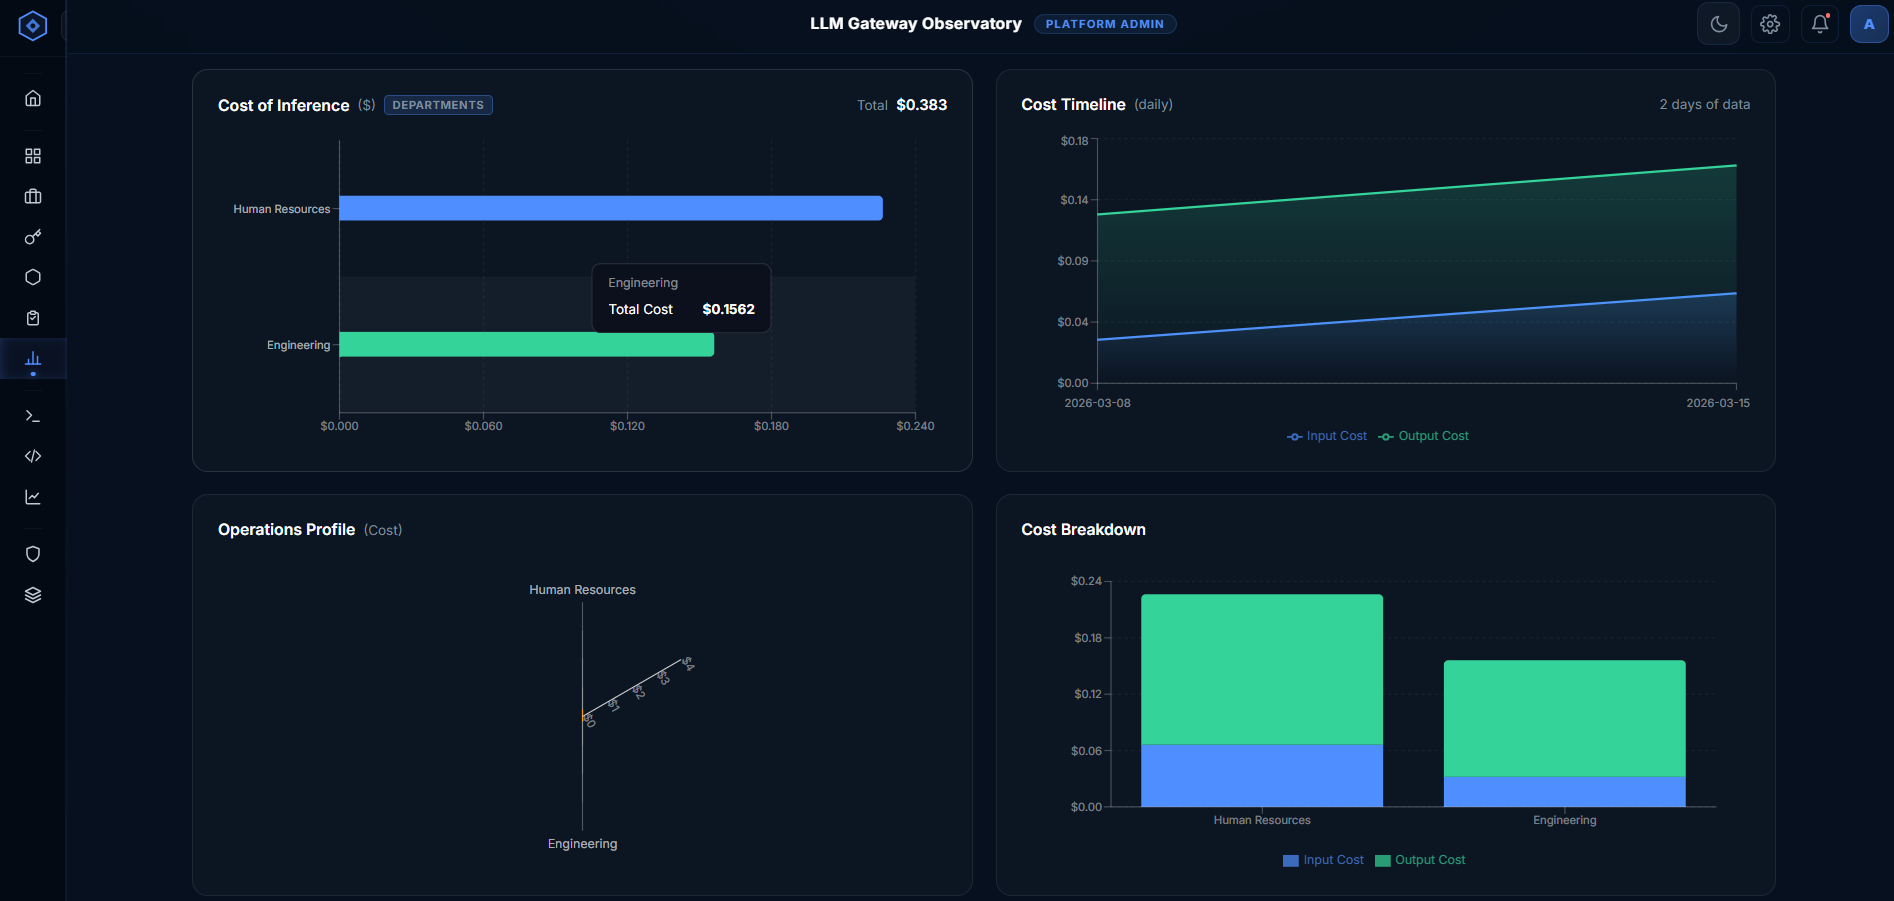 LLM Gateway Observatory PLATFORM ADMIN
A
Cost of Inference ($) DEPARTMENTS
Total $0.383
Human Resources
Engineering
Total Cost $0.1562
Engineering
$0.000 $0.060 $0.120 $0.180 $0.240
Cost Timeline (daily)
2 days of data
$0.18
$0.14
$0.09
$0.04
$0.00
2026-03-08 2026-03-15
Input Cost Output Cost
Operations Profile (Cost)
Human Resources
$4
$3
$2
$1
$0
Engineering
Cost Breakdown
$0.24
$0.18
$0.12
$0.06
$0.00
Human Resources Engineering
Input Cost Output Cost